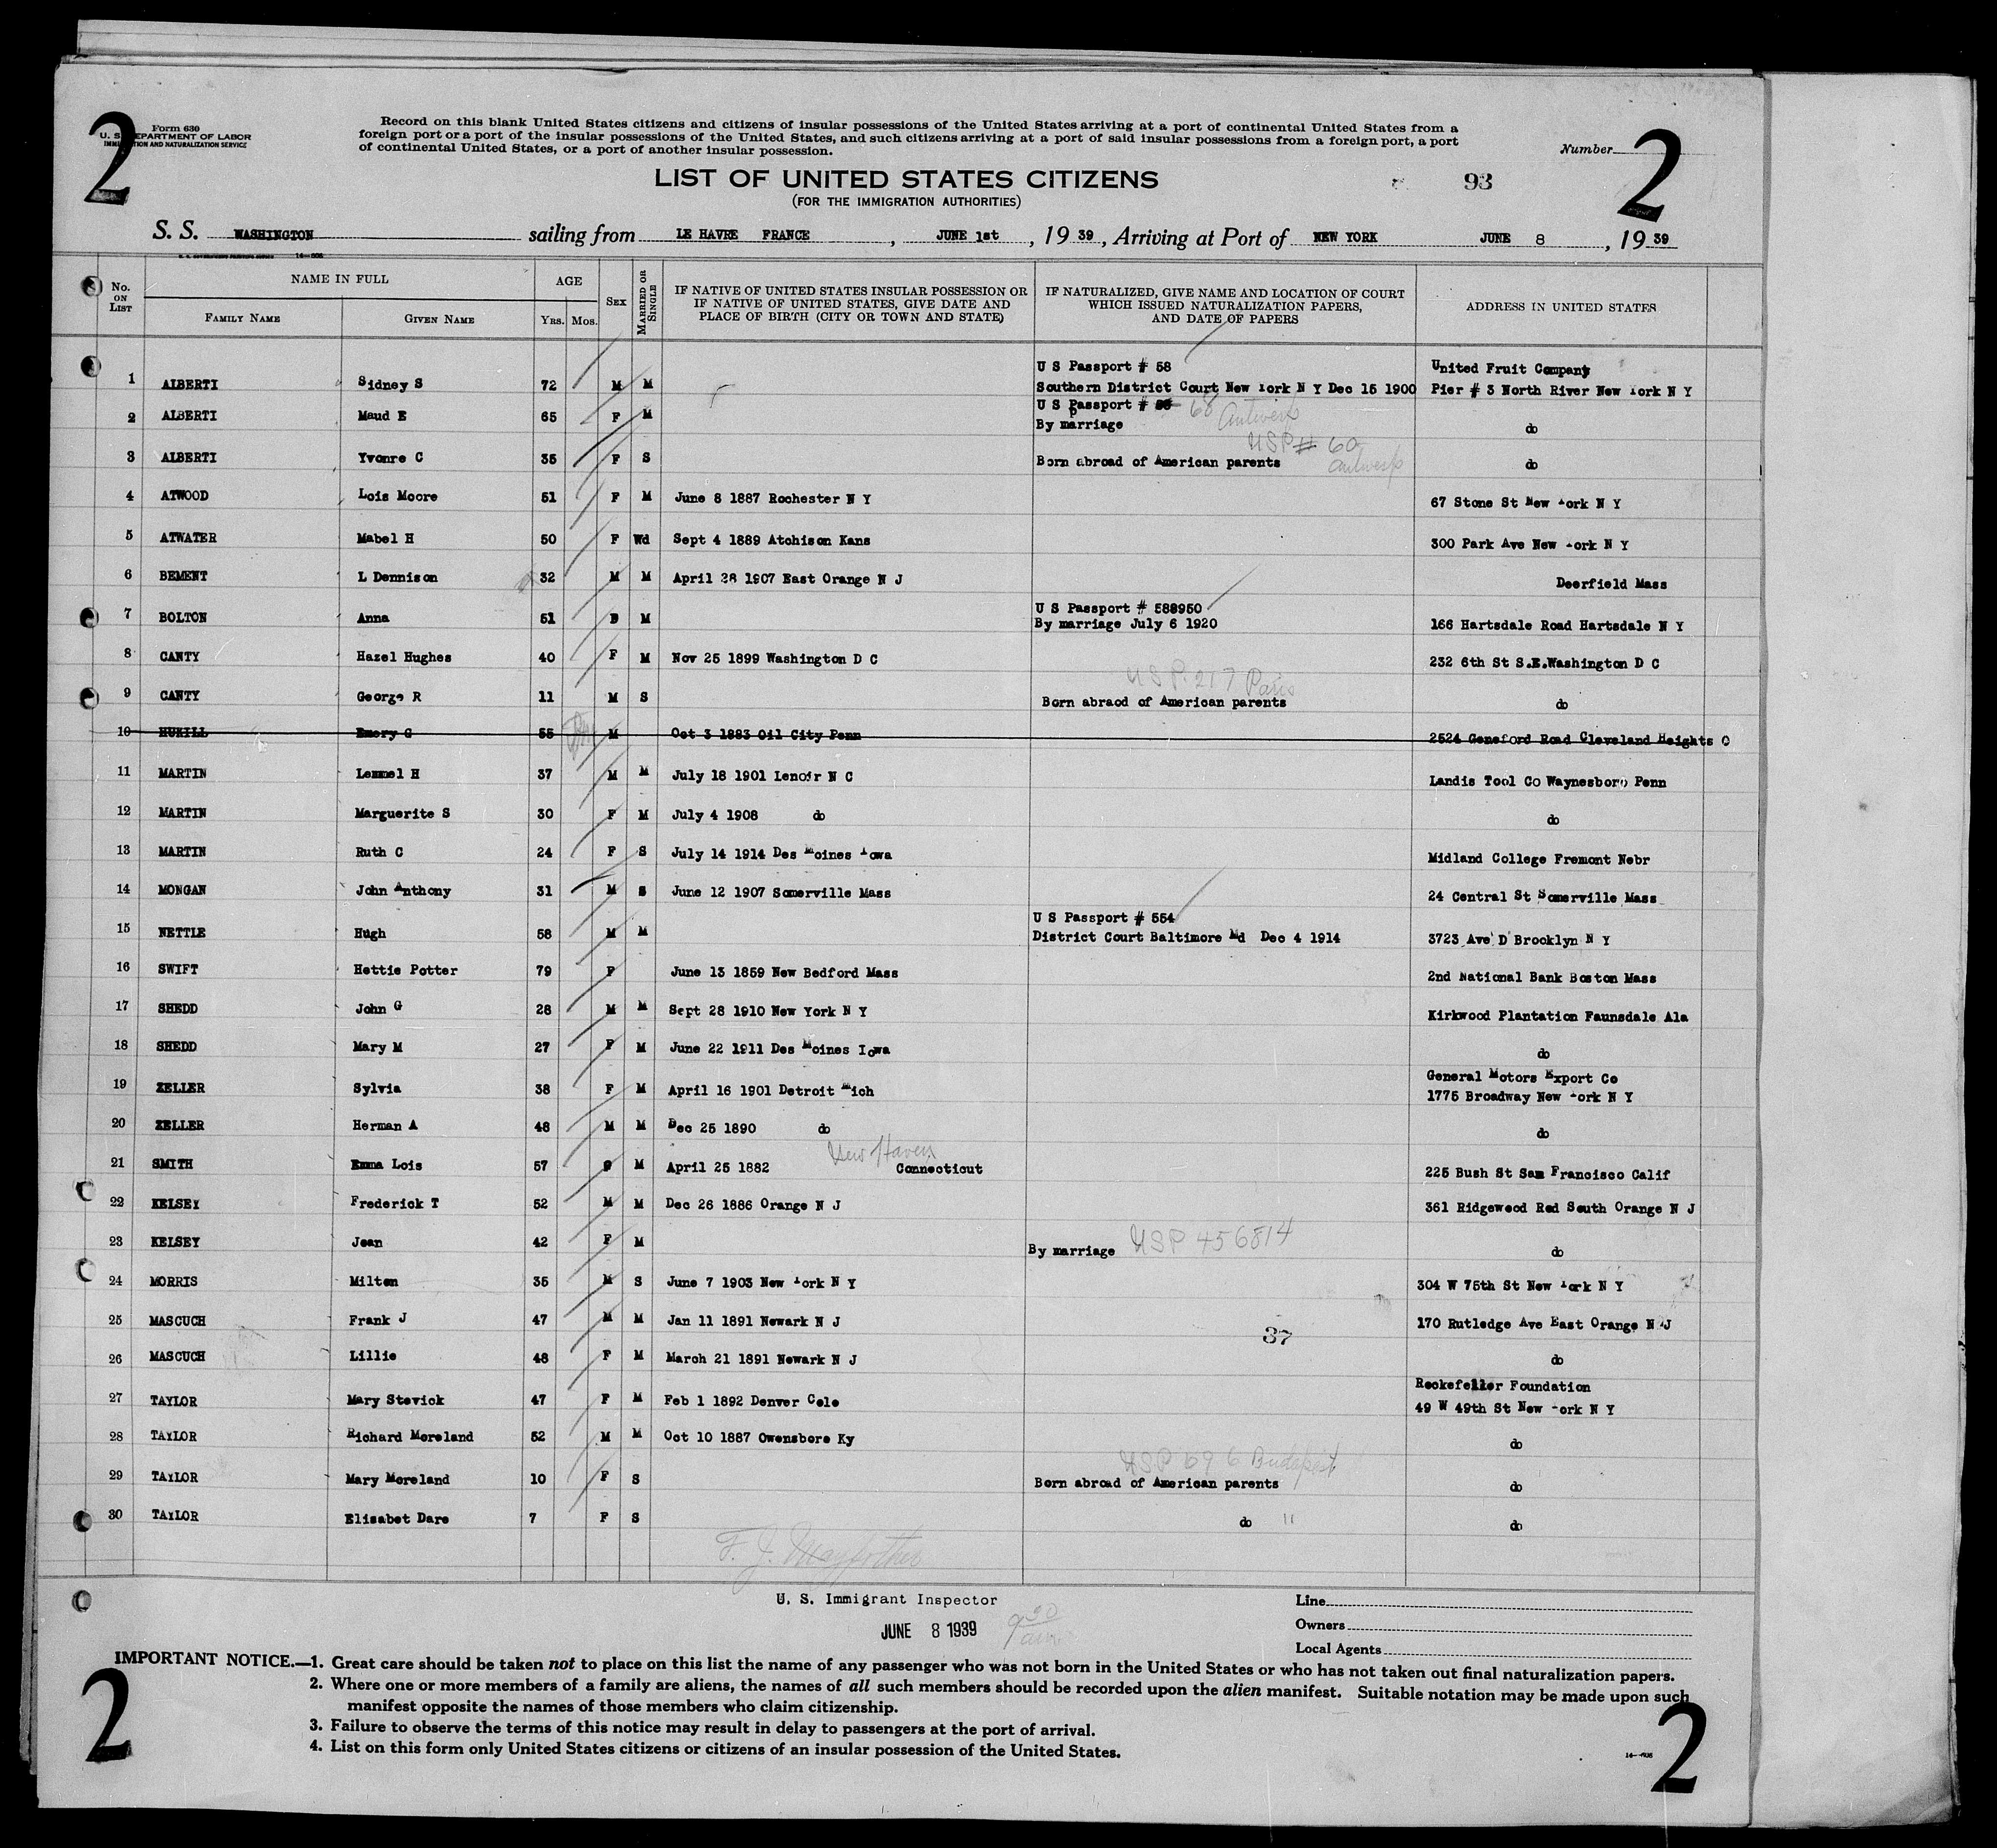 2
2
Form 630
U. S. DEPARTMENT OF LABOR
IMMIGRATION AND NATURALIZATION SERVICE
Record on this blank United States citizens and citizens of insular possessions of the United States arriving at a port of continental United States from a
foreign port or a port of the insular possessions of the United States, and such citizens arriving at a port of said insular possessions from a foreign port, a port
of continental United States, or a port of another insular possession.
Number
LIST OF UNITED STATES CITIZENS
93
(FOR THE IMMIGRATION AUTHORITIES)
S. S. WASHINGTON sailing from LE HAVRE FRANCE, JUNE 1st, 19 39, Arriving at Port of NEW YORK JUNE 8, 19 39
No. ON LIST
NAME IN FULL
FAMILY NAME
GIVEN NAME
AGE
YRS. MOS.
SEX
MARRIED OR SINGLE
IF NATIVE OF UNITED STATES INSULAR POSSESSION OR
IF NATIVE OF UNITED STATES, GIVE DATE AND
PLACE OF BIRTH (CITY OR TOWN AND STATE)
IF NATURALIZED, GIVE NAME AND LOCATION OF COURT
WHICH ISSUED NATURALIZATION PAPERS,
AND DATE OF PAPERS
ADDRESS IN UNITED STATES
U S Passport # 58 United Fruit Company
1 ALBERTI Sidney S 72 M M Southern District Court New York N Y Dec 15 1900 Pier # 3 North River New York N Y
U S Passport # 68 Antwerp
2 ALBERTI Maud E 65 F M By marriage do
USP # 60
3 ALBERTI Yvonre C 35 F S Born abroad of American parents Antwerp do
4 ATWOOD Lois Moore 51 F M June 8 1887 Rochester N Y 67 Stone St New York N Y
5 ATWATER Mabel H 50 F Wd Sept 4 1889 Atchison Kans 300 Park Ave New York N Y
6 BEMENT L Dennison 32 M M April 28 1907 East Orange N J Deerfield Mass
U S Passport # 588950
7 BOLTON Anna 51 M By marriage July 6 1920 166 Hartsdale Road Hartsdale N Y
8 CANTY Hazel Hughes 40 F M Nov 25 1899 Washington D C 232 6th St S.E.Washington D C
USP 217 Paris
9 CANTY George R 11 M S Born abraod of American parents do
10 HUKILL Emory G 55 M Oct 3 1883 Oil City Penn 2524 Geneford Road Cleveland Heights O
11 MARTIN Lemmel H 37 M M July 18 1901 Lenoir N C Landis Tool Co Waynesboro Penn
12 MARTIN Marguerite S 30 F M July 4 1908 do do
13 MARTIN Ruth C 24 F S July 14 1914 Des Moines Iowa Midland College Fremont Nebr
14 MONGAN John Anthony 31 M S June 12 1907 Somerville Mass 24 Central St Somerville Mass
U S Passport # 554
15 NETTLE Hugh 58 M M District Court Baltimore Md Dec 4 1914 3723 Ave D Brooklyn N Y
16 SWIFT Hettie Potter 79 F June 13 1859 New Bedford Mass 2nd National Bank Boston Mass
17 SHEDD John G 28 M M Sept 28 1910 New York N Y Kirkwood Plantation Faunsdale Ala
18 SHEDD Mary M 27 F M June 22 1911 Des Moines Iowa do
General Motors Export Co
19 ZELLER Sylvia 38 F M April 16 1901 Detroit Mich 1775 Broadway New York N Y
20 ZELLER Herman A 48 M M Dec 25 1890 do do
New Haven
21 SMITH Emma Lois 57 M April 25 1882 Connecticut 225 Bush St Sam Francisco Calif
22 KELSEY Frederick T 52 M M Dec 26 1886 Orange N J 361 Ridgewood Red South Orange N J
23 KELSEY Jean 42 F M By marriage USP 456814 do
24 MORRIS Milton 35 M S June 7 1903 New York N Y 304 W 75th St New York N Y
25 MASCUCH Frank J 47 M M Jan 11 1891 Newark N J 170 Rutledge Ave East Orange N J
37
26 MASCUCH Lillie 48 F M March 21 1891 Newark N J do
Rockefeller Foundation
27 TAYLOR Mary Stevick 47 F M Feb 1 1892 Denver Colo 49 W 49th St New York N Y
28 TAYLOR Richard Moreland 52 M M Oct 10 1887 Owensboro Ky do
USP 696 Budapest
29 TAYLOR Mary Moreland 10 F S Born abroad of American parents do
30 TAYLOR Elisabet Dare 7 F S do " do
U. S. Immigrant Inspector
JUNE 8 1939 9 30 am
Line
Owners
Local Agents
IMPORTANT NOTICE.—1. Great care should be taken not to place on this list the name of any passenger who was not born in the United States or who has not taken out final naturalization papers.
2. Where one or more members of a family are aliens, the names of all such members should be recorded upon the alien manifest. Suitable notation may be made upon such
manifest opposite the names of those members who claim citizenship.
3. Failure to observe the terms of this notice may result in delay to passengers at the port of arrival.
4. List on this form only United States citizens or citizens of an insular possession of the United States.
2
2